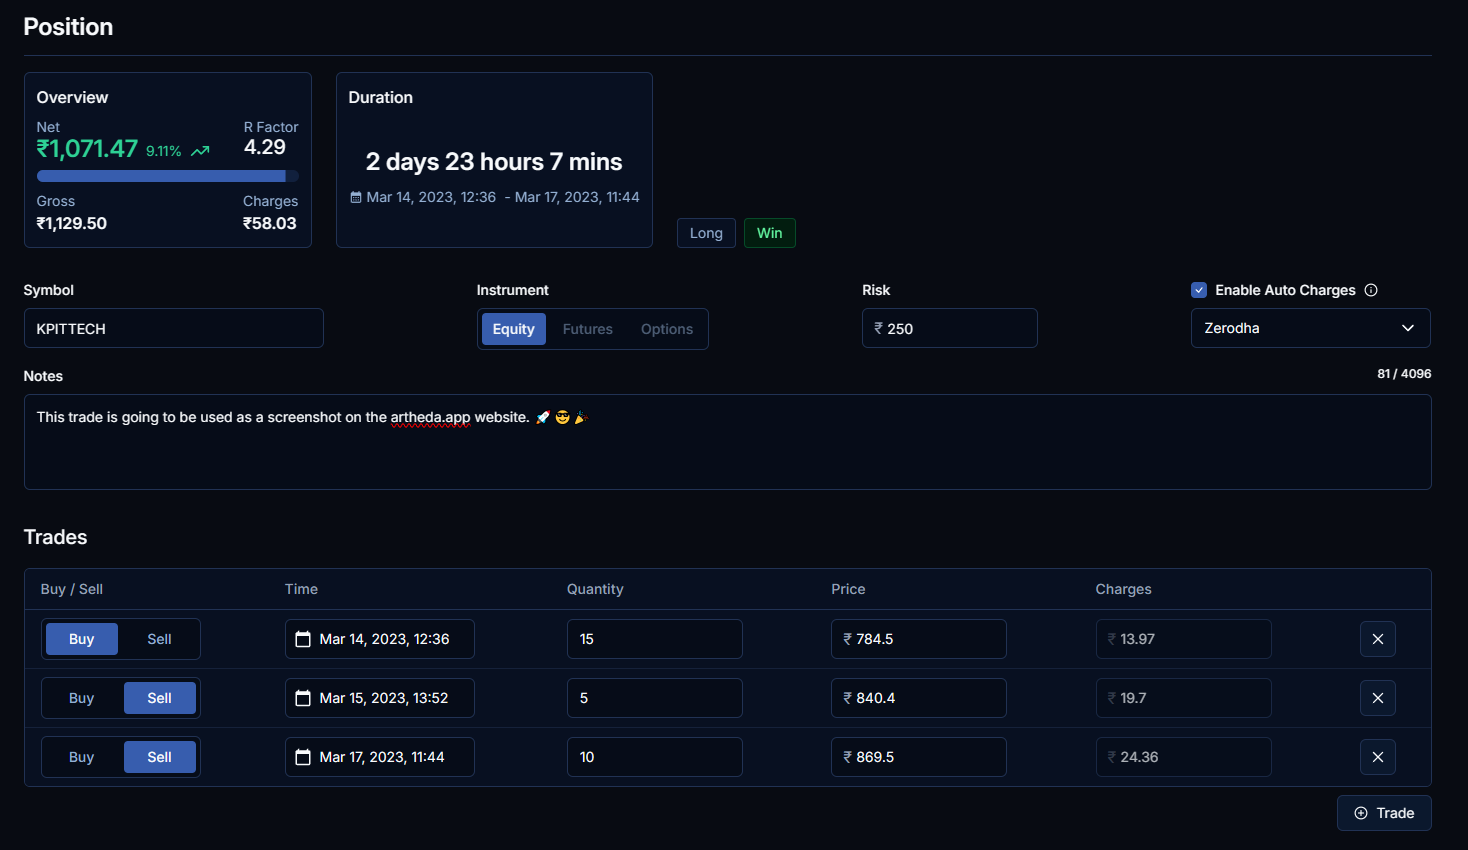 Position
Overview
Net
R Factor
₹1,071.47 9.11%
4.29
Gross
Charges
₹1,129.50
₹58.03
Duration
2 days 23 hours 7 mins
Mar 14, 2023, 12:36 - Mar 17, 2023, 11:44
Long
Win
Symbol
KPITTECH
Instrument
Equity Futures Options
Risk
₹ 250
Enable Auto Charges
Zerodha
Notes
81 / 4096
This trade is going to be used as a screenshot on the artheda.app website. 🚀 😎 🎉
Trades
Buy / Sell Time Quantity Price Charges
Buy Sell Mar 14, 2023, 12:36 15 ₹ 784.5 ₹ 13.97
Buy Sell Mar 15, 2023, 13:52 5 ₹ 840.4 ₹ 19.7
Buy Sell Mar 17, 2023, 11:44 10 ₹ 869.5 ₹ 24.36
Trade